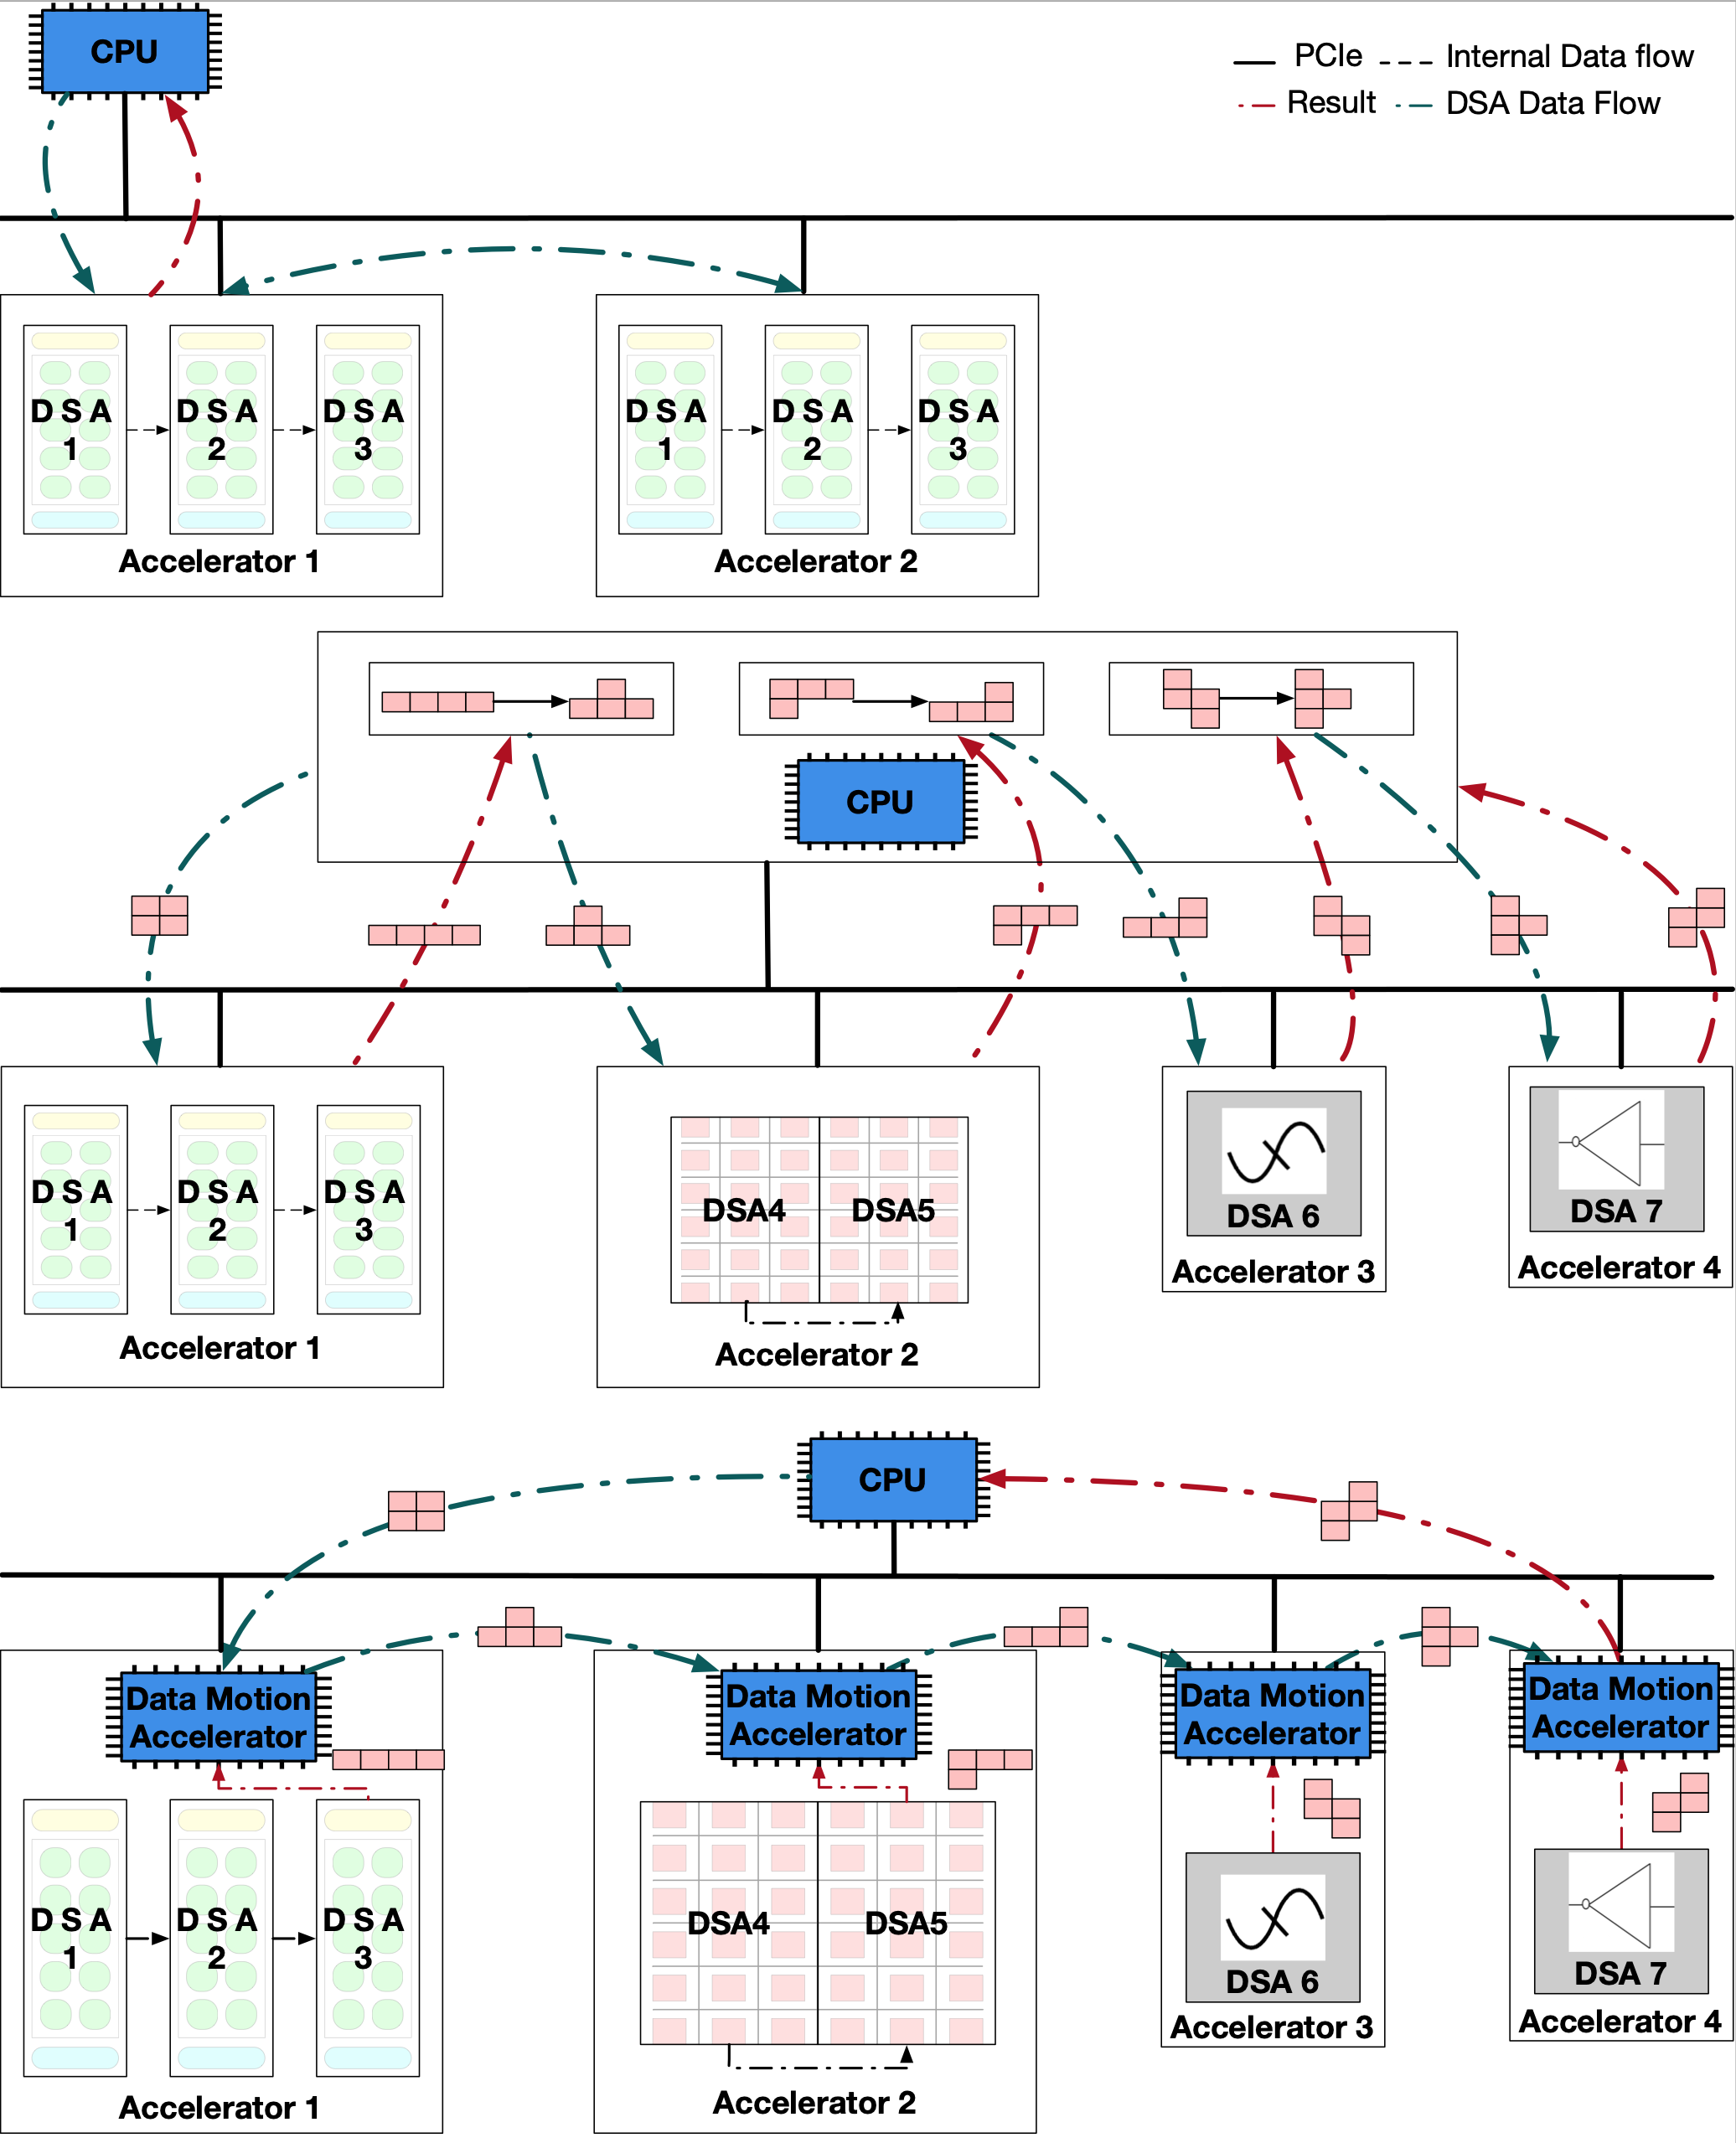 CPU
PCIe
Internal Data flow
Result
DSA Data Flow
DSA
1
DSA
2
DSA
3
DSA
1
DSA
2
DSA
3
Accelerator 1
Accelerator 2
CPU
DSA
1
DSA
2
DSA
3
DSA4
DSA5
DSA 6
DSA 7
Accelerator 1
Accelerator 2
Accelerator 3
Accelerator 4
CPU
Data Motion
Accelerator
Data Motion
Accelerator
Data Motion
Accelerator
Data Motion
Accelerator
DSA
1
DSA
2
DSA
3
DSA4
DSA5
DSA 6
DSA 7
Accelerator 1
Accelerator 2
Accelerator 3
Accelerator 4